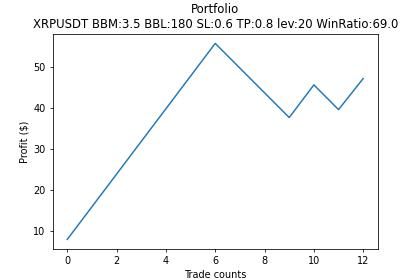 Portfolio
XRPUSDT BBM:3.5 BBL:180 SL:0.6 TP:0.8 lev:20 WinRatio:69.0
50
40
30
20
10
Profit ($)
0 2 4 6 8 10 12
Trade counts